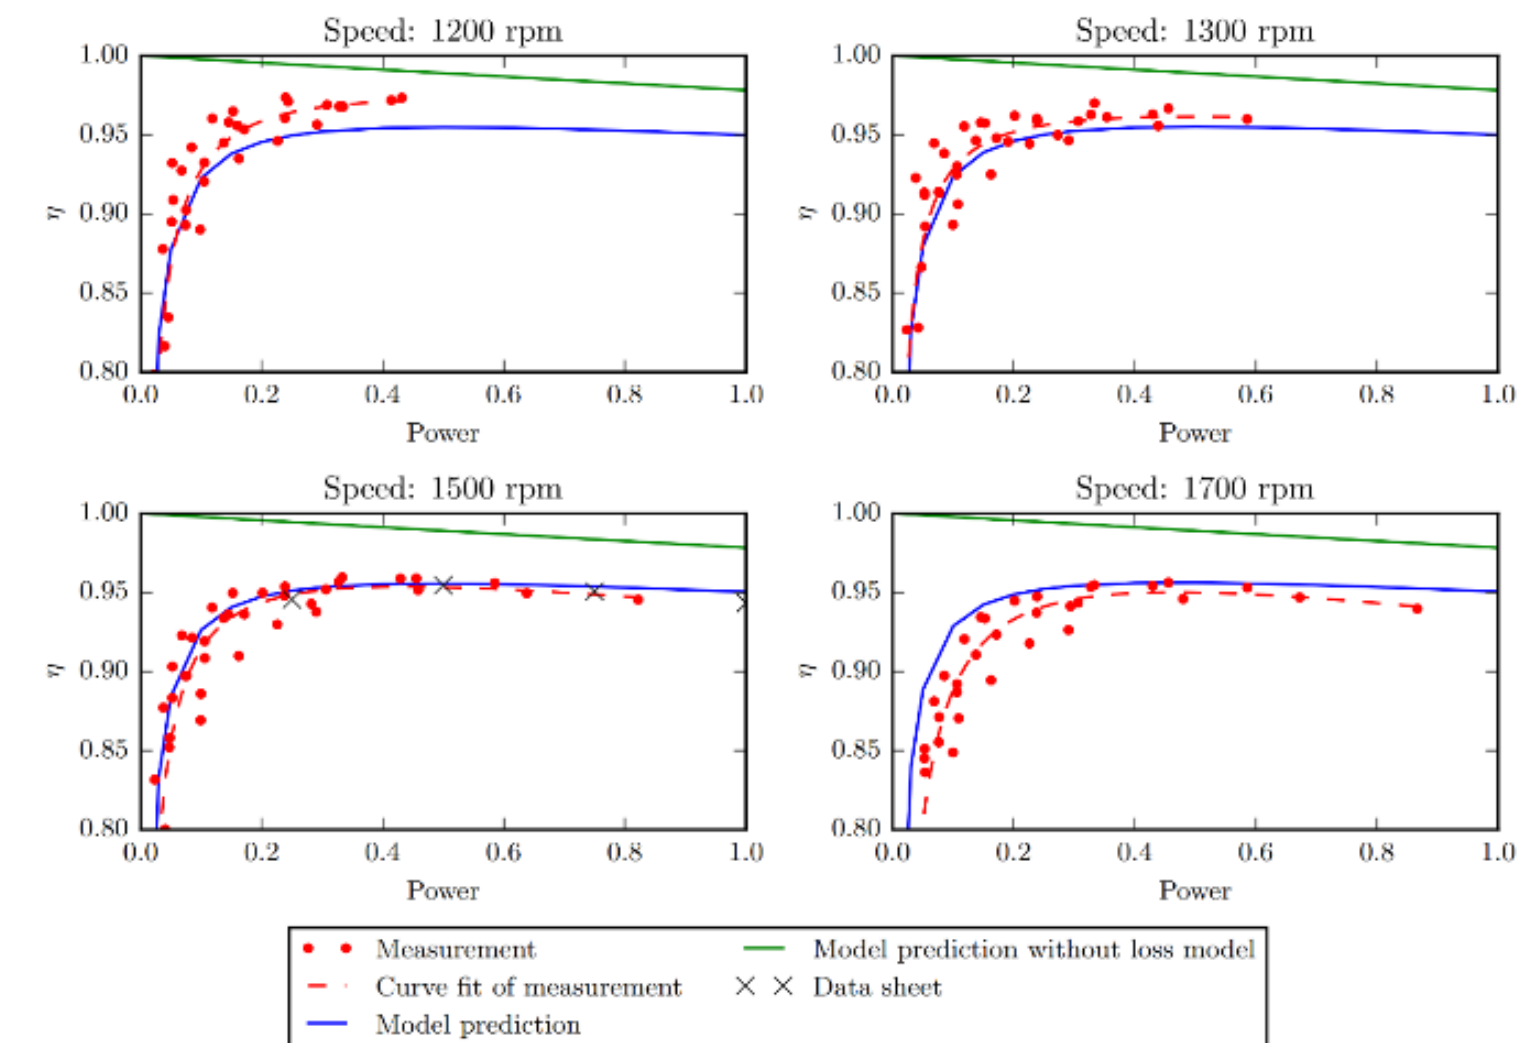 Speed: 1200 rpm
Speed: 1300 rpm
1.00
0.95
0.90
0.85
0.80
η
0.0 0.2 0.4 0.6 0.8 1.0
Power
1.00
0.95
0.90
0.85
0.80
η
0.0 0.2 0.4 0.6 0.8 1.0
Power
Speed: 1500 rpm
Speed: 1700 rpm
1.00
0.95
0.90
0.85
0.80
η
0.0 0.2 0.4 0.6 0.8 1.0
Power
1.00
0.95
0.90
0.85
0.80
η
0.0 0.2 0.4 0.6 0.8 1.0
Power
Measurement
Curve fit of measurement
Model prediction
Model prediction without loss model
Data sheet